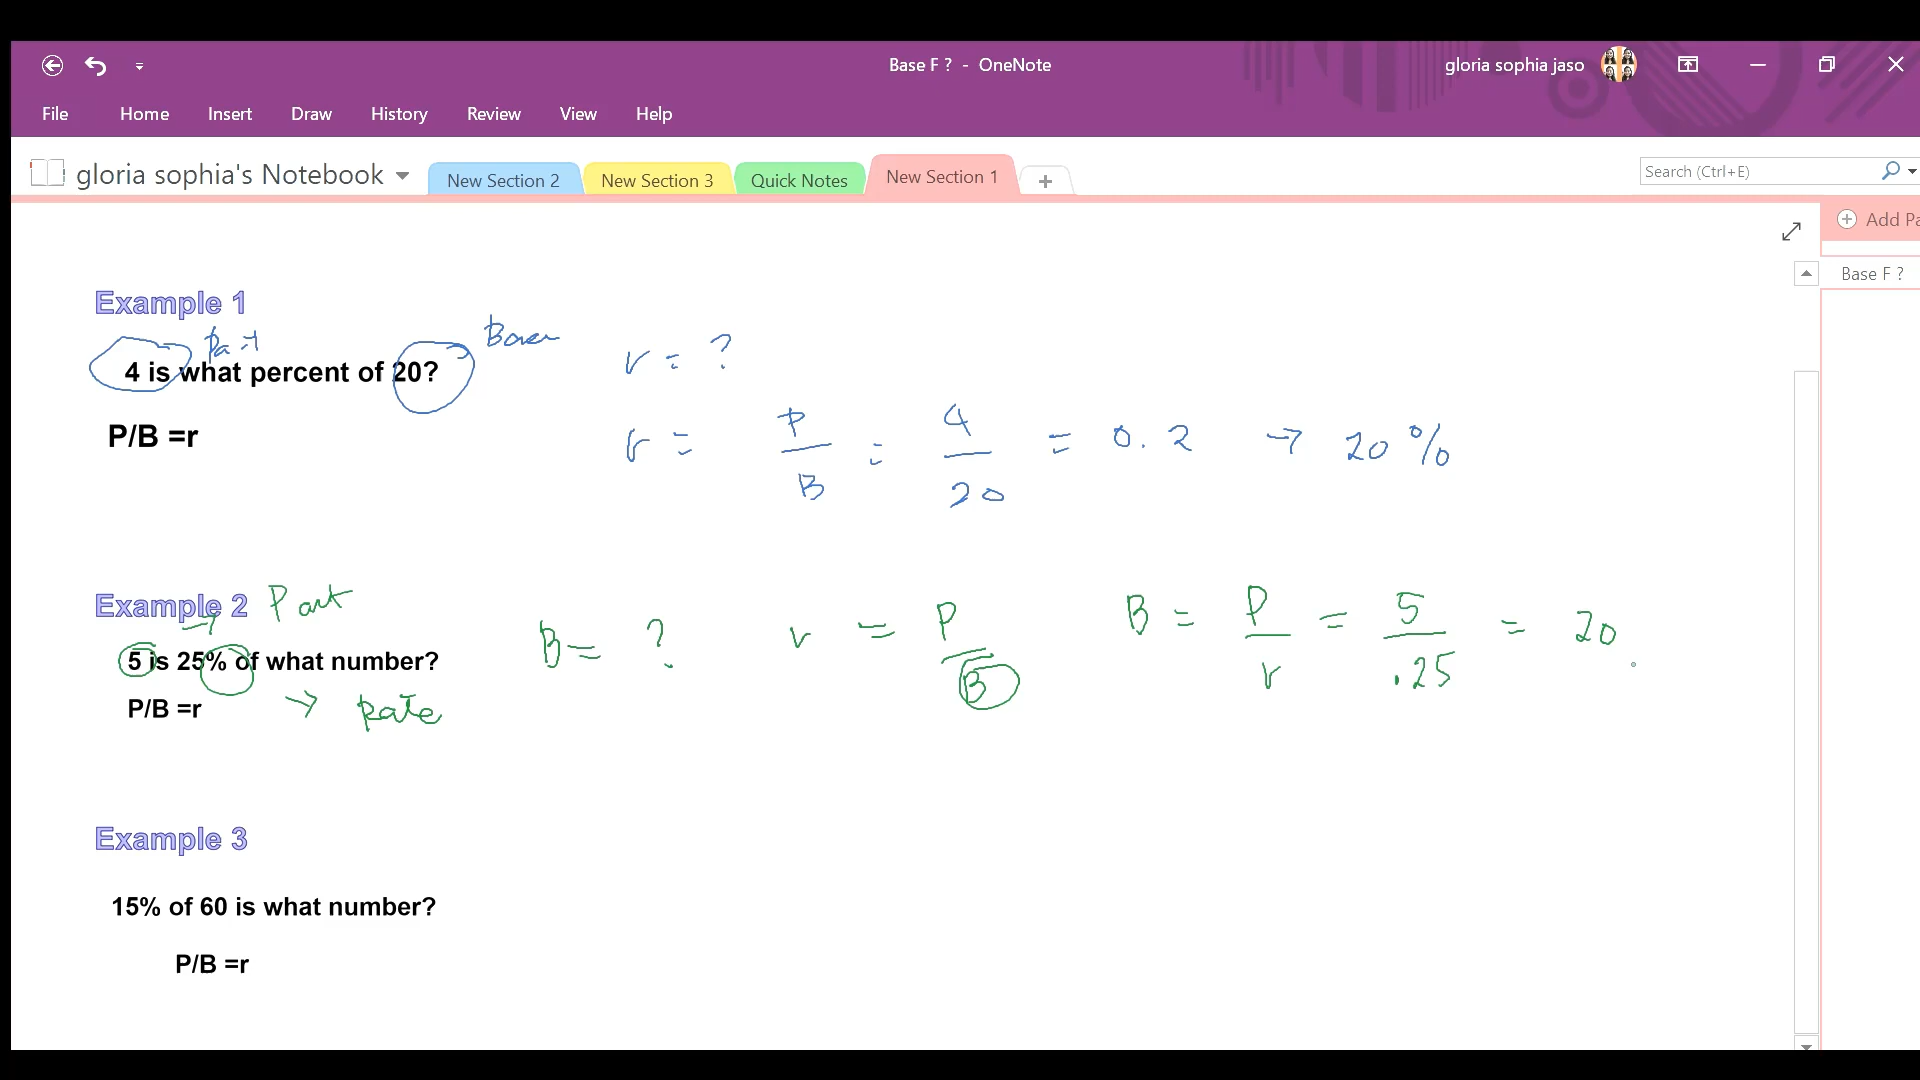 Base F ? - OneNote
gloria sophia jaso
File Home Insert Draw History Review View Help
gloria sophia's Notebook
New Section 2
New Section 3
Quick Notes
New Section 1
Search (Ctrl+E)
Add Pa
Base F ?
Example 1
Part
Base
4 is what percent of 20?
r = ?
P/B =r
r = P/B = 4/20 = 0.2 → 20%
Example 2
→ Part
5 is 25% of what number?
B = ?
r = P/B
B = P/r = 5/.25 = 20.
P/B =r
→ Rate
Example 3
15% of 60 is what number?
P/B =r